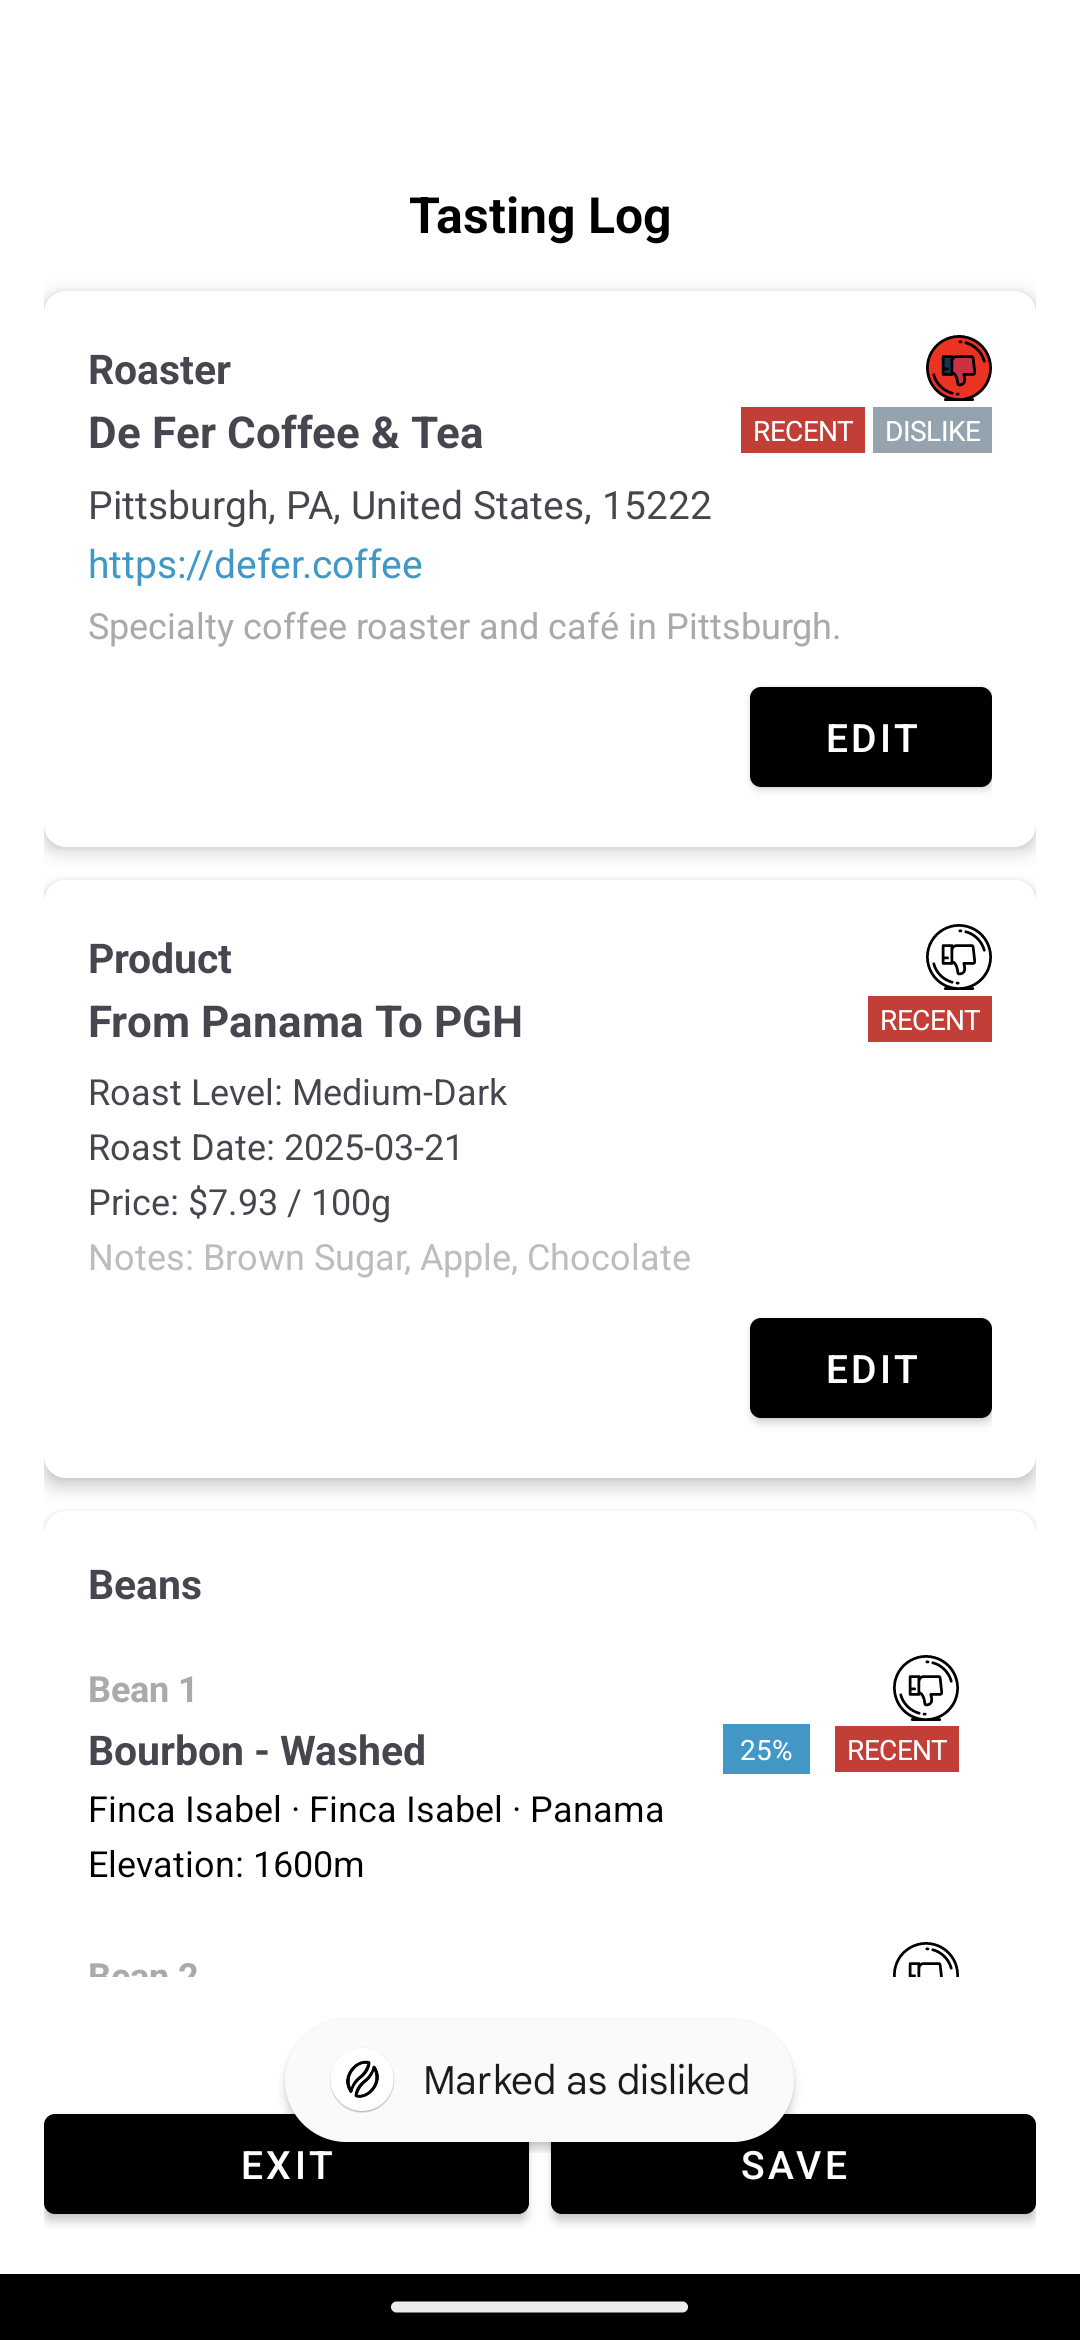 Tasting Log
Roaster
De Fer Coffee & Tea
RECENT DISLIKE
Pittsburgh, PA, United States, 15222
https://defer.coffee
Specialty coffee roaster and café in Pittsburgh.
EDIT
Product
From Panama To PGH
RECENT
Roast Level: Medium-Dark
Roast Date: 2025-03-21
Price: $7.93 / 100g
Notes: Brown Sugar, Apple, Chocolate
EDIT
Beans
Bean 1
Bourbon - Washed
25% RECENT
Finca Isabel · Finca Isabel · Panama
Elevation: 1600m
Bean 2
Marked as disliked
EXIT SAVE